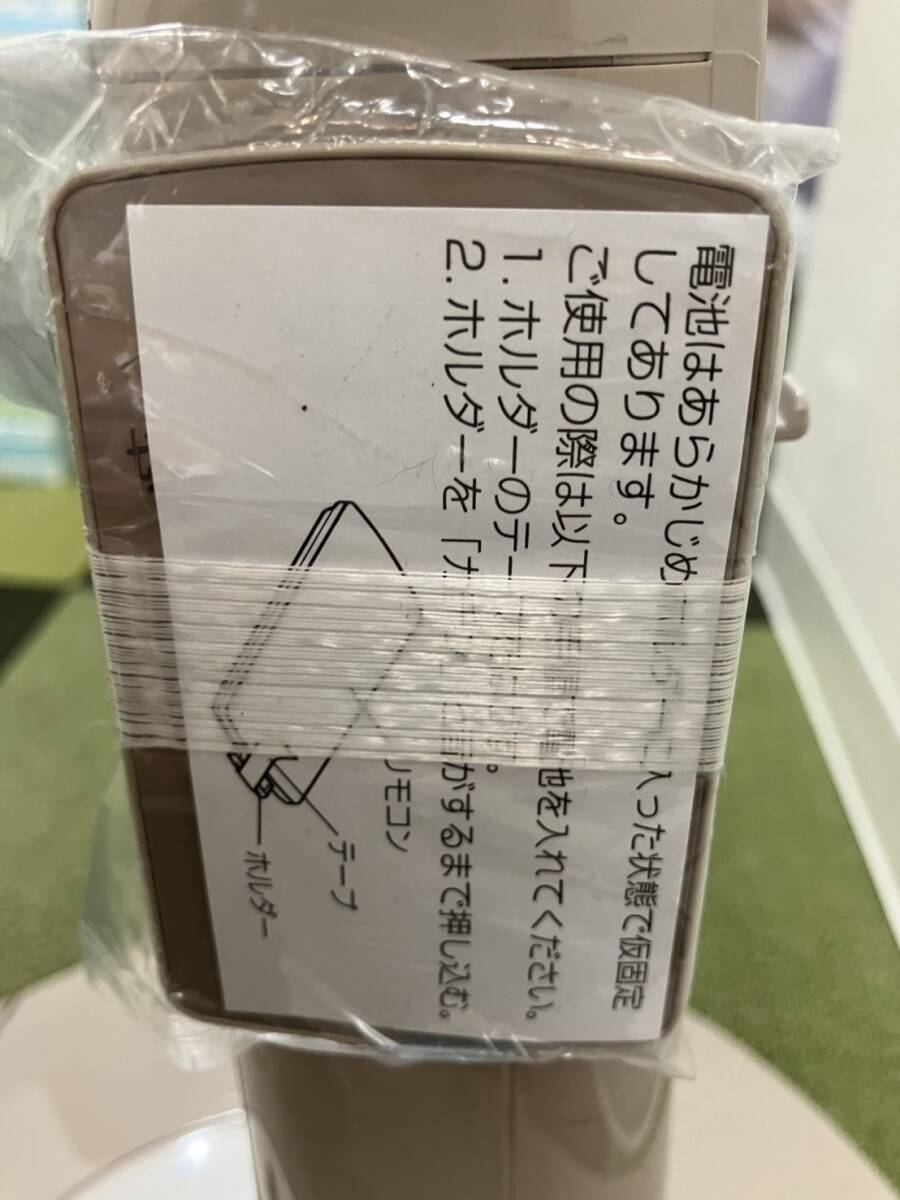 電池はあらかじめ 入った状態で仮固定
してあります。
ご使用の際は以下 電池を入れてください。
1. ホルダーのテー
2. ホルダーを「カ がするまで押し込む。
リモコン
テープ
ホルダー